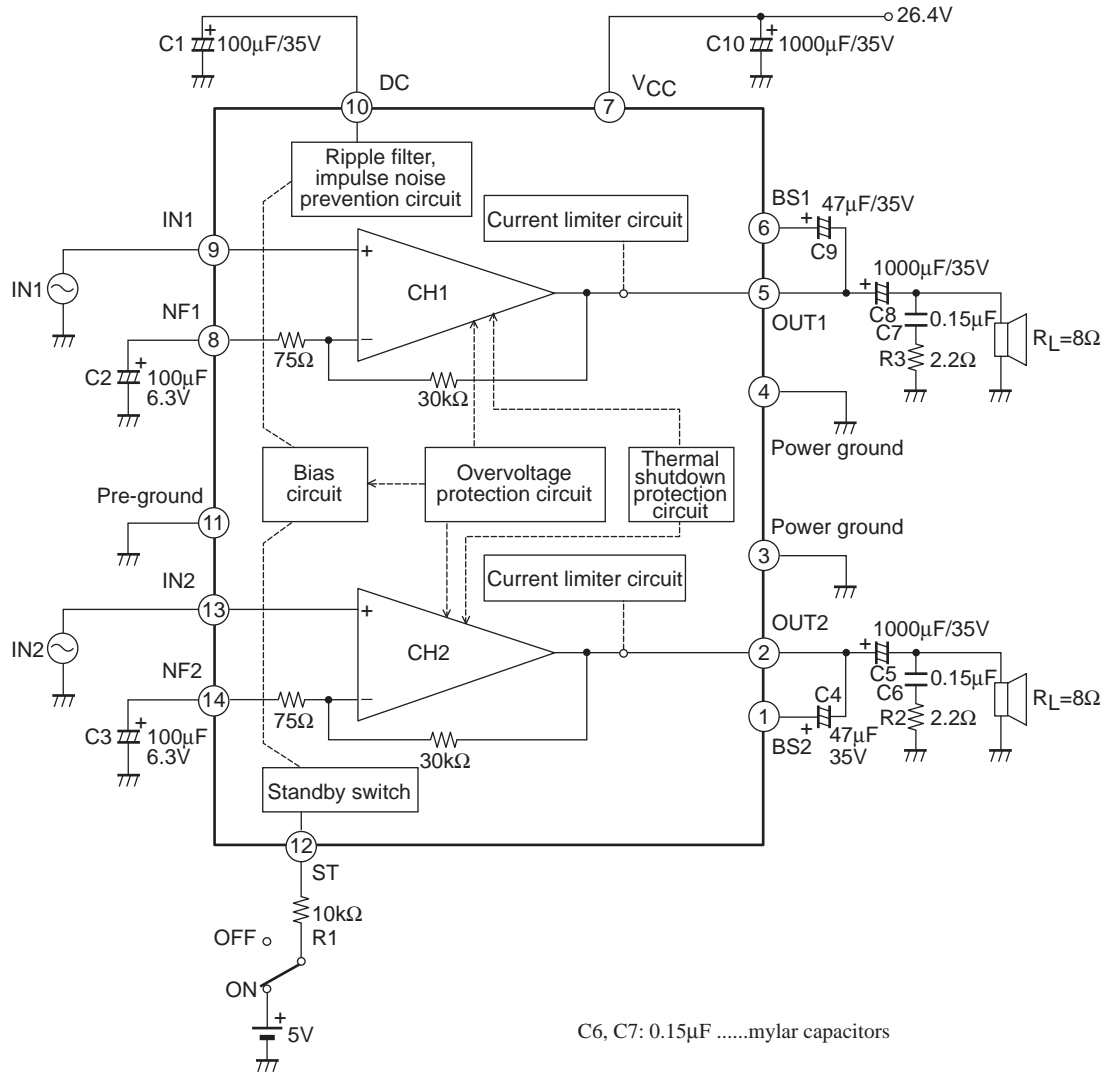 26.4V
C1
+
100μF/35V
C10
+
1000μF/35V
DC
VCC
10
7
Ripple filter,
impulse noise
prevention circuit
IN1
9
Current limiter circuit
BS1
47μF/35V
6
+
C9
+
CH1
IN1
1000μF/35V
+
NF1
5
8
OUT1
C8
C7
0.15μF
RL=8Ω
R3
2.2Ω
75Ω
−
C2
+
100μF
6.3V
30kΩ
4
Power ground
Bias
circuit
Overvoltage
protection circuit
Thermal
shutdown
protection
circuit
Pre-ground
11
Power ground
3
IN2
13
Current limiter circuit
+
OUT2
1000μF/35V
CH2
2
+
IN2
NF2
C5
C6
0.15μF
RL=8Ω
14
C4
R2
2.2Ω
75Ω
−
1
+
BS2
47μF
35V
C3
+
100μF
6.3V
30kΩ
Standby switch
12
ST
10kΩ
R1
OFF
ON
+
5V
C6, C7: 0.15μF ......mylar capacitors